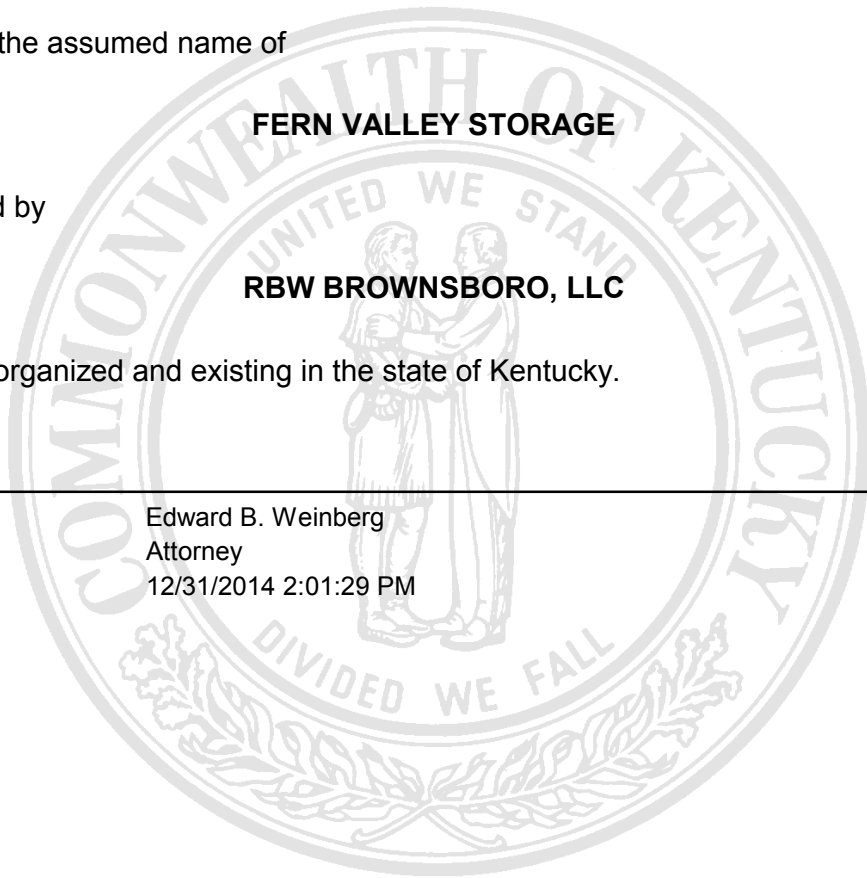 the assumed name of
FERN VALLEY STORAGE
d by
RBW BROWNSBORO, LLC
organized and existing in the state of Kentucky.
Edward B. Weinberg
Attorney
12/31/2014 2:01:29 PM
COMMONWEALTH OF KENTUCKY
UNITED WE STAND
DIVIDED WE FALL